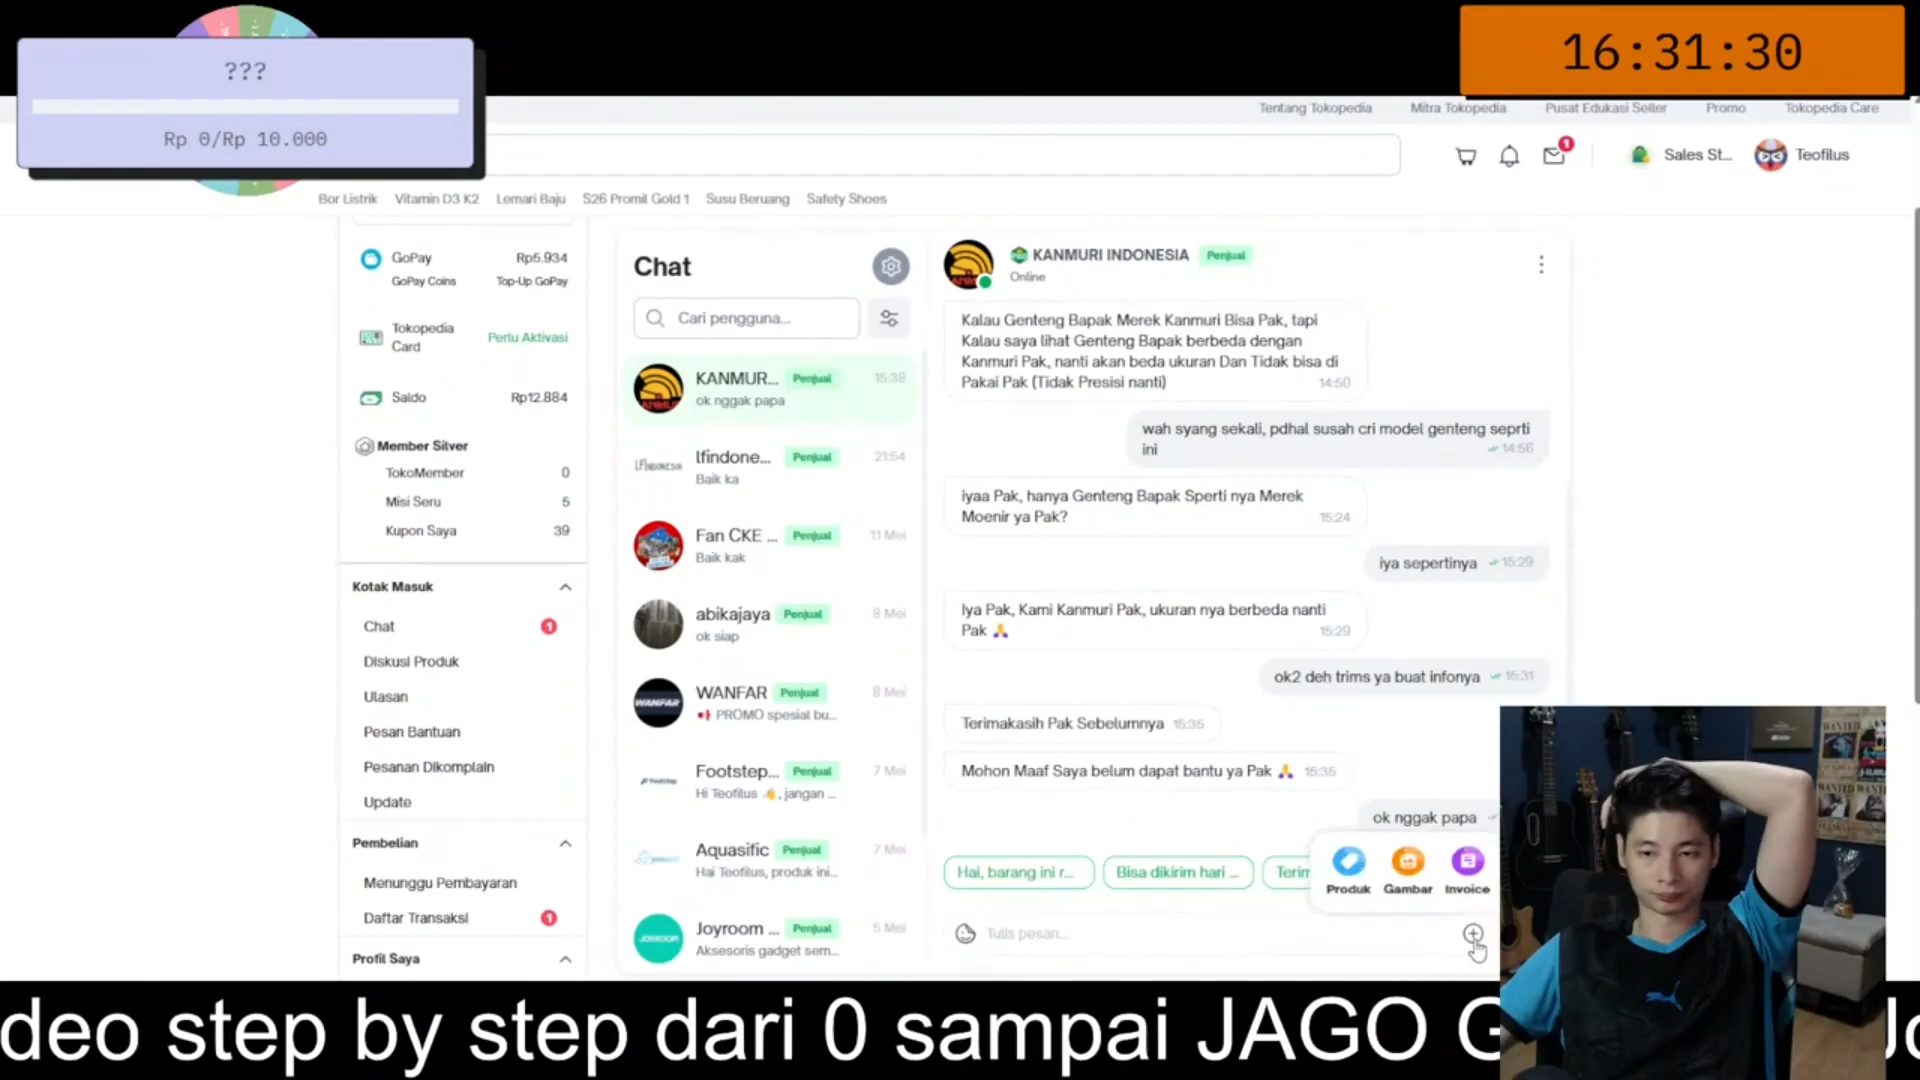 ???
Rp 0/Rp 10.000
16:31:30
Tentang Tokopedia
Mitra Tokopedia
Pusat Edukasi Seller
Promo
Tokopedia Care
1
Sales St...
Teofilus
Bor Listrik
Vitamin D3 K2
Lemari Baju
S26 Promil Gold 1
Susu Beruang
Safety Shoes
GoPay
Rp5.934
GoPay Coins
Top-Up GoPay
Tokopedia
Card
Perlu Aktivasi
Saldo
Rp12.884
Member Silver
TokoMember
0
Misi Seru
5
Kupon Saya
39
Kotak Masuk
Chat
1
Diskusi Produk
Ulasan
Pesan Bantuan
Pesanan Dikomplain
Update
Pembelian
Menunggu Pembayaran
Daftar Transaksi
1
Profil Saya
Chat
Cari pengguna...
KANMUR...
Penjual
15:38
ok nggak papa
lfindone...
Penjual
21:54
Baik ka
Fan CKE ...
Penjual
11 Mei
Baik kak
abikajaya
Penjual
8 Mei
ok siap
WANFAR
WANFAR
Penjual
8 Mei
PROMO spesial bu...
Footstep
Footstep...
Penjual
7 Mei
Hi Teofilus 👋, jangan ...
Aquasific
Penjual
7 Mei
Hai Teofilus, produk ini...
JOYROOM
Joyroom ...
Penjual
5 Mei
Aksesoris gadget sem...
KANMURI INDONESIA
Penjual
Online
Kalau Genteng Bapak Merek Kanmuri Bisa Pak, tapi
Kalau saya lihat Genteng Bapak berbeda dengan
Kanmuri Pak, nanti akan beda ukuran Dan Tidak bisa di
Pakai Pak (Tidak Presisi nanti)
14:50
wah syang sekali, pdhal susah cri model genteng seprti
ini
14:56
iyaa Pak, hanya Genteng Bapak Sperti nya Merek
Moenir ya Pak?
15:24
iya sepertinya
15:29
Iya Pak, Kami Kanmuri Pak, ukuran nya berbeda nanti
Pak 🙏
15:29
ok2 deh trims ya buat infonya
15:31
Terimakasih Pak Sebelumnya
15:35
Mohon Maaf Saya belum dapat bantu ya Pak 🙏
15:35
ok nggak papa
Hai, barang ini r...
Bisa dikirim hari ...
Terim
Produk
Gambar
Invoice
Tulis pesan...
WANTED
WANTED
deo step by step dari 0 sampai JAGO G